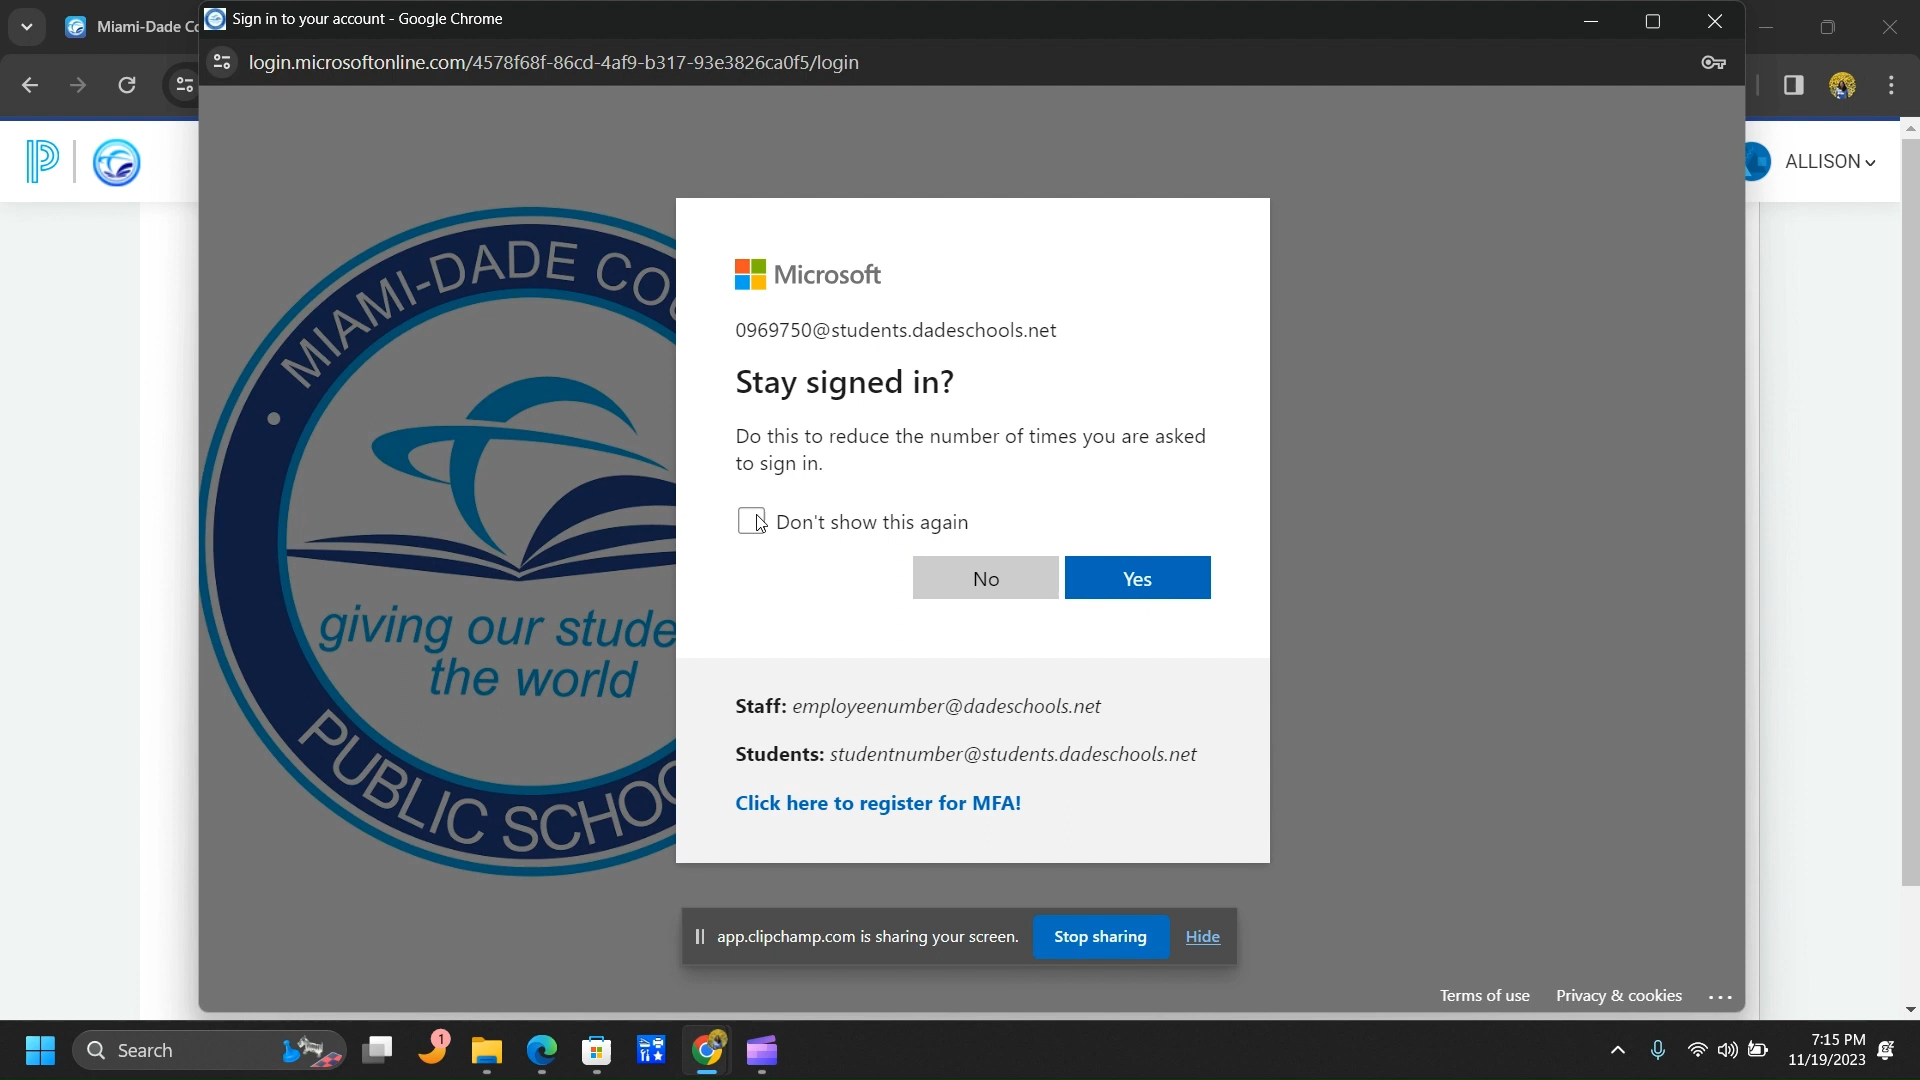 Miami-Dade Co
Sign in to your account - Google Chrome
login.microsoftonline.com/4578f68f-86cd-4af9-b317-93e3826ca0f5/login
ALLISON
MIAMI-DADE COU
giving our stude
the world
PUBLIC SCHOO
Microsoft
0969750@students.dadeschools.net
Stay signed in?
Do this to reduce the number of times you are asked
to sign in.
Don't show this again
No
Yes
Staff: employeenumber@dadeschools.net
Students: studentnumber@students.dadeschools.net
Click here to register for MFA!
app.clipchamp.com is sharing your screen.
Stop sharing
Hide
Terms of use
Privacy & cookies
Search
1
7:15 PM
11/19/2023